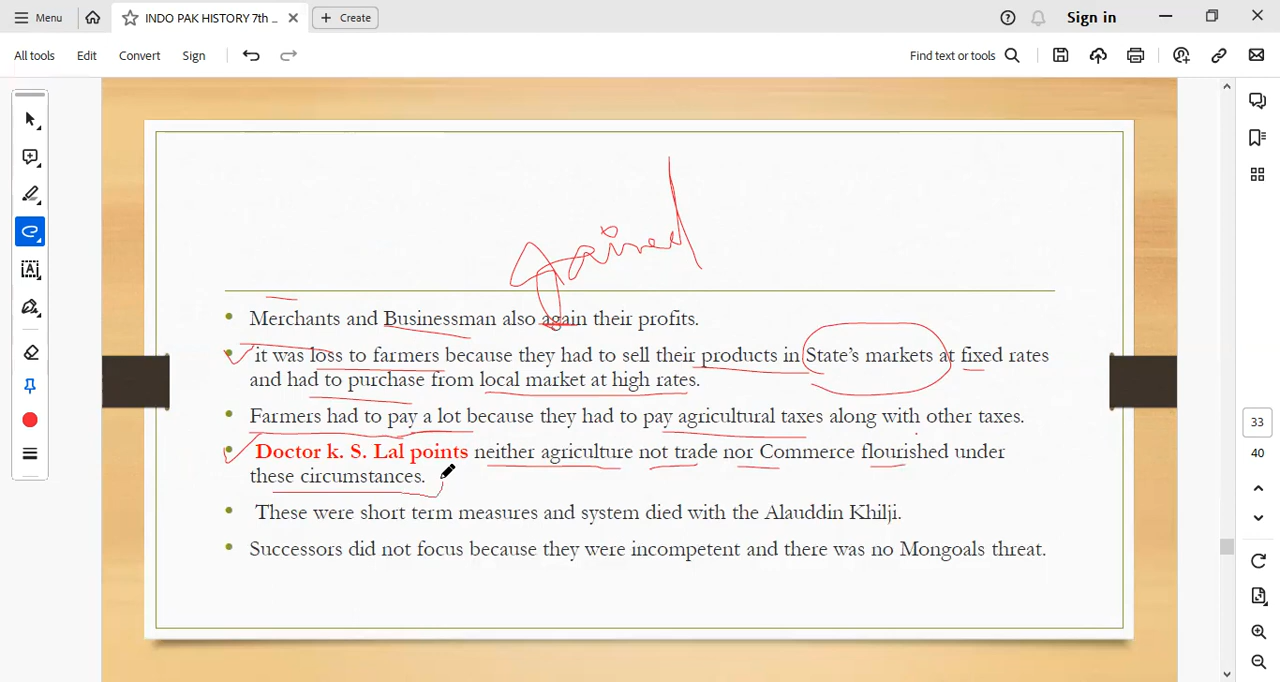 Menu
INDO PAK HISTORY 7th ...
Create
Sign in
All tools
Edit
Convert
Sign
Find text or tools
gained
Merchants and Businessman also again their profits.
it was loss to farmers because they had to sell their products in State's markets at fixed rates
and had to purchase from local market at high rates.
Farmers had to pay a lot because they had to pay agricultural taxes along with other taxes.
Doctor k. S. Lal points neither agriculture not trade nor Commerce flourished under
these circumstances.
These were short term measures and system died with the Alauddin Khilji.
Successors did not focus because they were incompetent and there was no Mongoals threat.
33
40